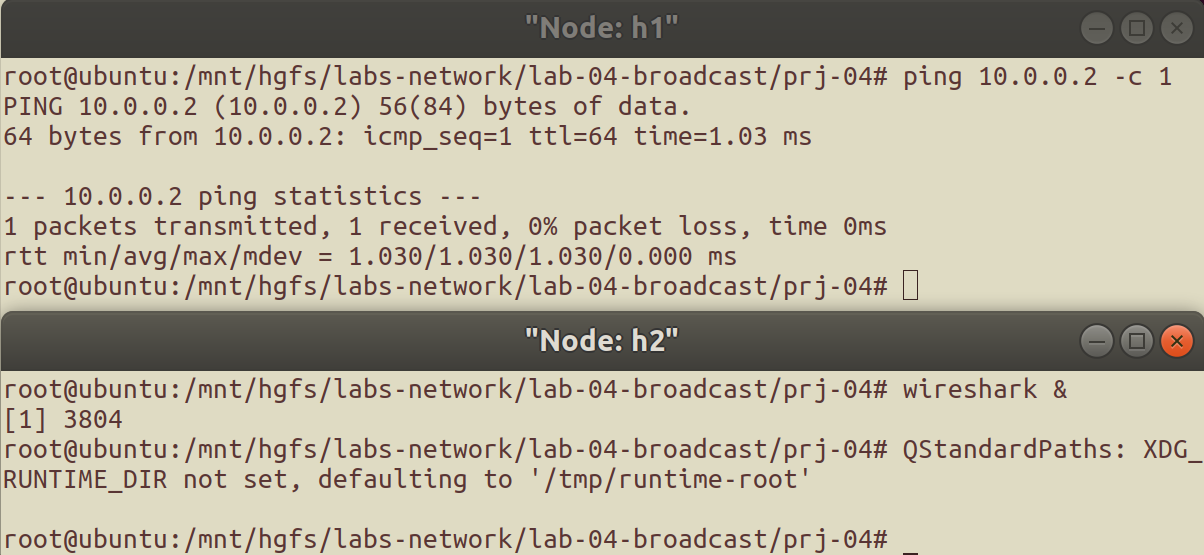 "Node: h1"
root@ubuntu:/mnt/hgfs/labs-network/lab-04-broadcast/prj-04# ping 10.0.0.2 -c 1
PING 10.0.0.2 (10.0.0.2) 56(84) bytes of data.
64 bytes from 10.0.0.2: icmp_seq=1 ttl=64 time=1.03 ms
--- 10.0.0.2 ping statistics ---
1 packets transmitted, 1 received, 0% packet loss, time 0ms
rtt min/avg/max/mdev = 1.030/1.030/1.030/0.000 ms
root@ubuntu:/mnt/hgfs/labs-network/lab-04-broadcast/prj-04#
"Node: h2"
root@ubuntu:/mnt/hgfs/labs-network/lab-04-broadcast/prj-04# wireshark &
[1] 3804
root@ubuntu:/mnt/hgfs/labs-network/lab-04-broadcast/prj-04# QStandardPaths: XDG_
RUNTIME_DIR not set, defaulting to '/tmp/runtime-root'
root@ubuntu:/mnt/hgfs/labs-network/lab-04-broadcast/prj-04#